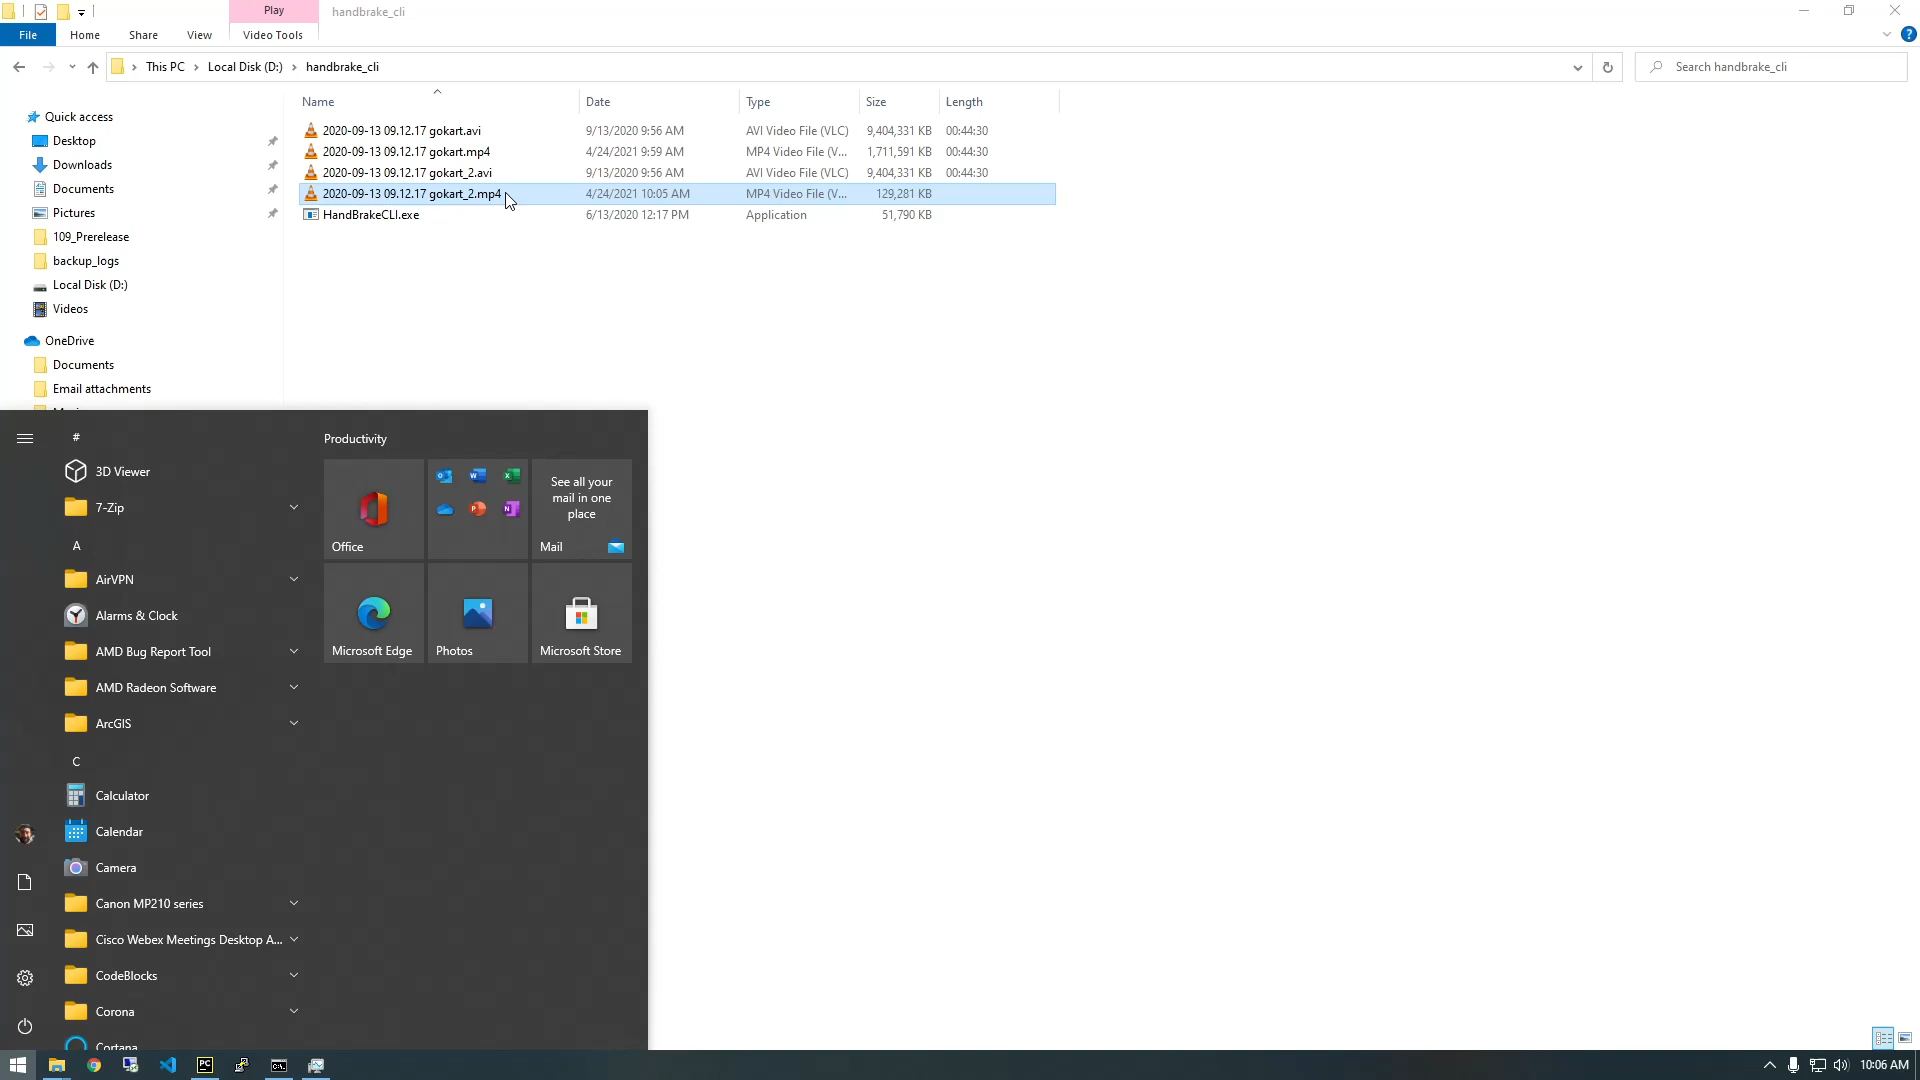 Play
handbrake_cli
File
Home
Share
View
Video Tools
This PC
Local Disk (D:)
handbrake_cli
Search handbrake_cli
Name
Date
Type
Size
Length
2020-09-13 09.12.17 gokart.avi
9/13/2020 9:56 AM
AVI Video File (VLC)
9,404,331 KB
00:44:30
2020-09-13 09.12.17 gokart.mp4
4/24/2021 9:59 AM
MP4 Video File (V...
1,711,591 KB
00:44:30
2020-09-13 09.12.17 gokart_2.avi
9/13/2020 9:56 AM
AVI Video File (VLC)
9,404,331 KB
00:44:30
2020-09-13 09.12.17 gokart_2.mp4
4/24/2021 10:05 AM
MP4 Video File (V...
129,281 KB
HandBrakeCLI.exe
6/13/2020 12:17 PM
Application
51,790 KB
Quick access
Desktop
Downloads
Documents
Pictures
109_Prerelease
backup_logs
Local Disk (D:)
Videos
OneDrive
Documents
Email attachments
#
3D Viewer
7-Zip
A
AirVPN
Alarms & Clock
AMD Bug Report Tool
AMD Radeon Software
ArcGIS
C
Calculator
Calendar
Camera
Canon MP210 series
Cisco Webex Meetings Desktop A...
CodeBlocks
Corona
Cortana
Productivity
Office
See all your
mail in one
place
Mail
Microsoft Edge
Photos
Microsoft Store
10:06 AM